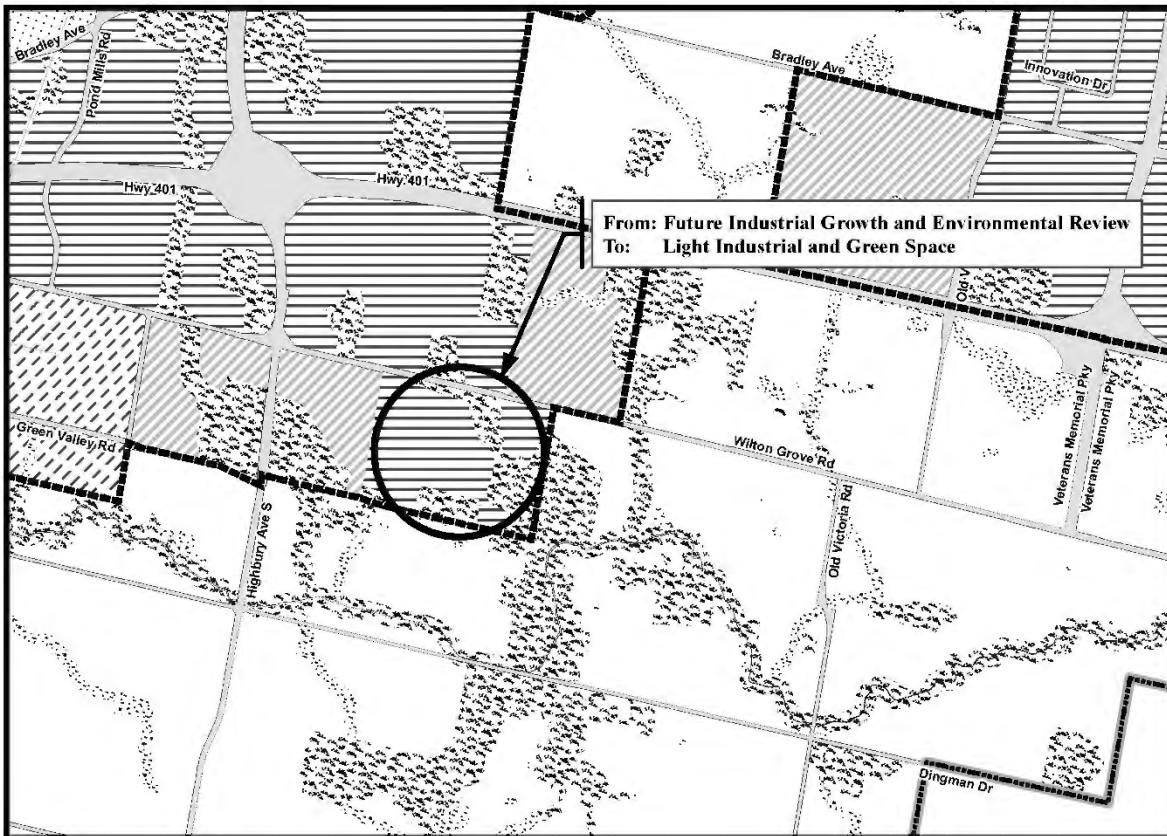 Bradley Ave
Pond Mills Rd
Bradley Ave
Innovation Dr
Hwy 401
Hwy 401
From: Future Industrial Growth and Environmental Review
To: Light Industrial and Green Space
Old
Green Valley Rd
Wilton Grove Rd
Veterans Memorial Pky
Veterans Memorial Pky
Highbury Ave S
Old Victoria Rd
Dingman Dr